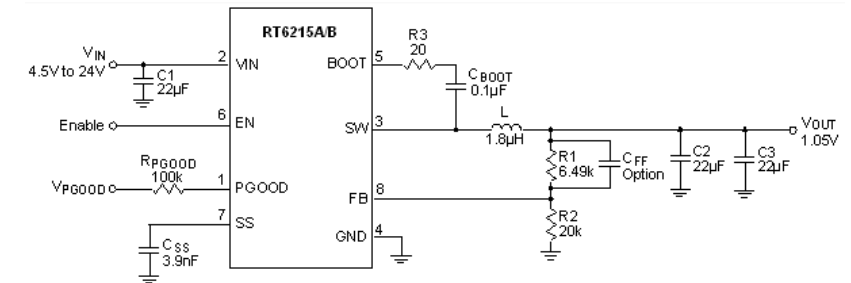 RT6215A/B
VIN
4.5V to 24V
C1
22µF
2
VIN
BOOT
5
R3
20
CBOOT
0.1µF
Enable
6
EN
SW
3
L
1.8µH
VOUT
1.05V
R1
6.49k
CFF
Option
C2
22µF
C3
22µF
RPGOOD
100k
VPGOOD
1
PGOOD
FB
8
7
SS
R2
20k
GND
4
CSS
3.9nF